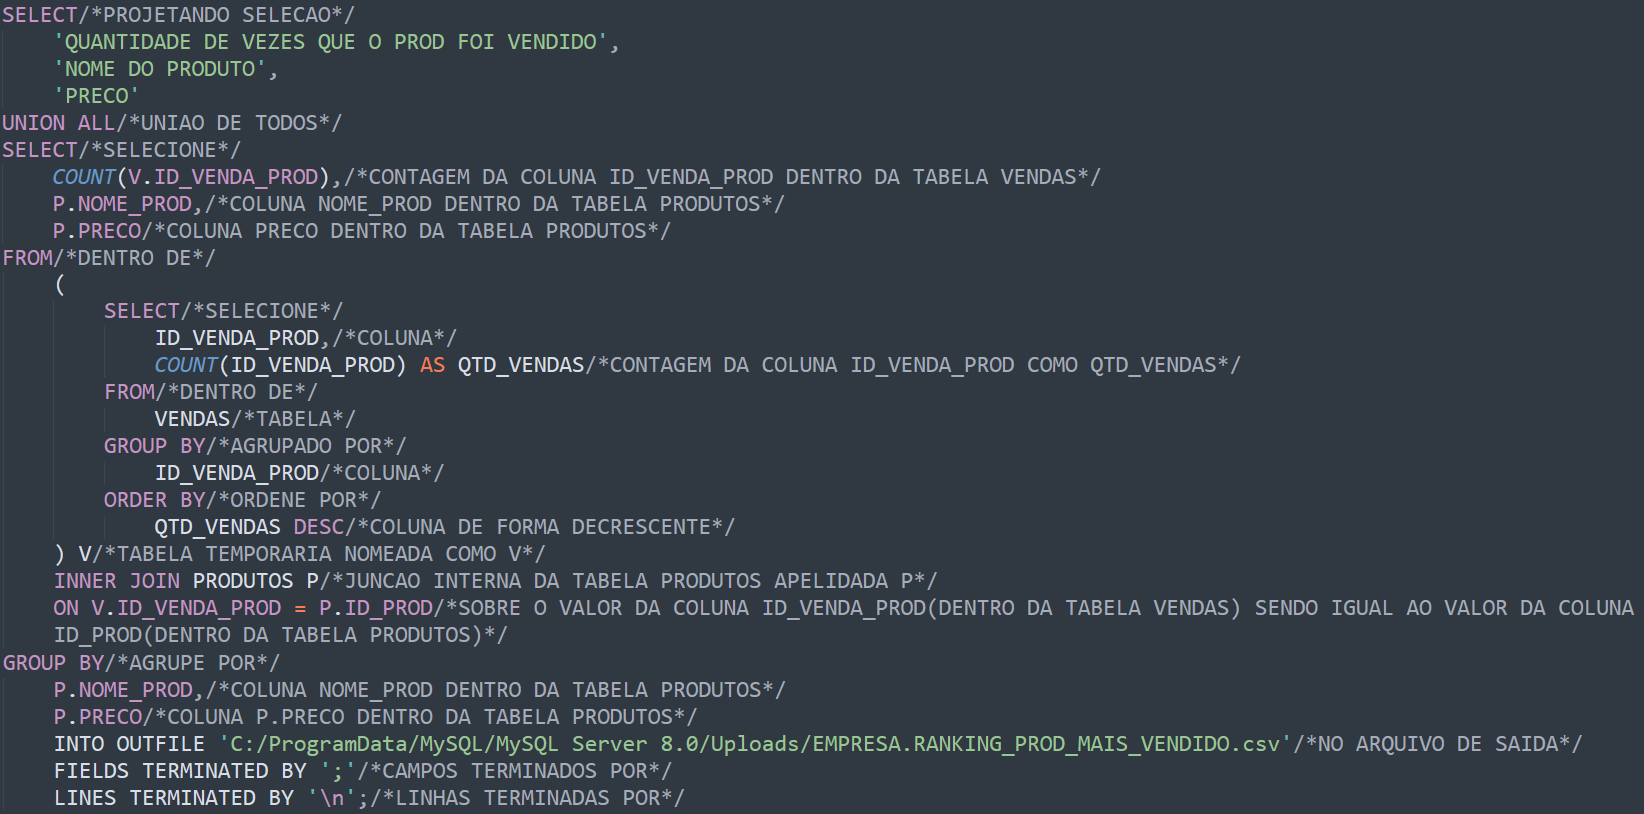 SELECT/*PROJETANDO SELECAO*/
    'QUANTIDADE DE VEZES QUE O PROD FOI VENDIDO',
    'NOME DO PRODUTO',
    'PRECO'
UNION ALL/*UNIAO DE TODOS*/
SELECT/*SELECIONE*/
    COUNT(V.ID_VENDA_PROD),/*CONTAGEM DA COLUNA ID_VENDA_PROD DENTRO DA TABELA VENDAS*/
    P.NOME_PROD,/*COLUNA NOME_PROD DENTRO DA TABELA PRODUTOS*/
    P.PRECO/*COLUNA PRECO DENTRO DA TABELA PRODUTOS*/
FROM/*DENTRO DE*/
    (
        SELECT/*SELECIONE*/
            ID_VENDA_PROD,/*COLUNA*/
            COUNT(ID_VENDA_PROD) AS QTD_VENDAS/*CONTAGEM DA COLUNA ID_VENDA_PROD COMO QTD_VENDAS*/
        FROM/*DENTRO DE*/
            VENDAS/*TABELA*/
        GROUP BY/*AGRUPADO POR*/
            ID_VENDA_PROD/*COLUNA*/
        ORDER BY/*ORDENE POR*/
            QTD_VENDAS DESC/*COLUNA DE FORMA DECRESCENTE*/
    ) V/*TABELA TEMPORARIA NOMEADA COMO V*/
    INNER JOIN PRODUTOS P/*JUNCAO INTERNA DA TABELA PRODUTOS APELIDADA P*/
    ON V.ID_VENDA_PROD = P.ID_PROD/*SOBRE O VALOR DA COLUNA ID_VENDA_PROD(DENTRO DA TABELA VENDAS) SENDO IGUAL AO VALOR DA COLUNA
    ID_PROD(DENTRO DA TABELA PRODUTOS)*/
GROUP BY/*AGRUPE POR*/
    P.NOME_PROD,/*COLUNA NOME_PROD DENTRO DA TABELA PRODUTOS*/
    P.PRECO/*COLUNA P.PRECO DENTRO DA TABELA PRODUTOS*/
    INTO OUTFILE 'C:/ProgramData/MySQL/MySQL Server 8.0/Uploads/EMPRESA.RANKING_PROD_MAIS_VENDIDO.csv'/*NO ARQUIVO DE SAIDA*/
    FIELDS TERMINATED BY ';'/*CAMPOS TERMINADOS POR*/
    LINES TERMINATED BY '\n';/*LINHAS TERMINADAS POR*/